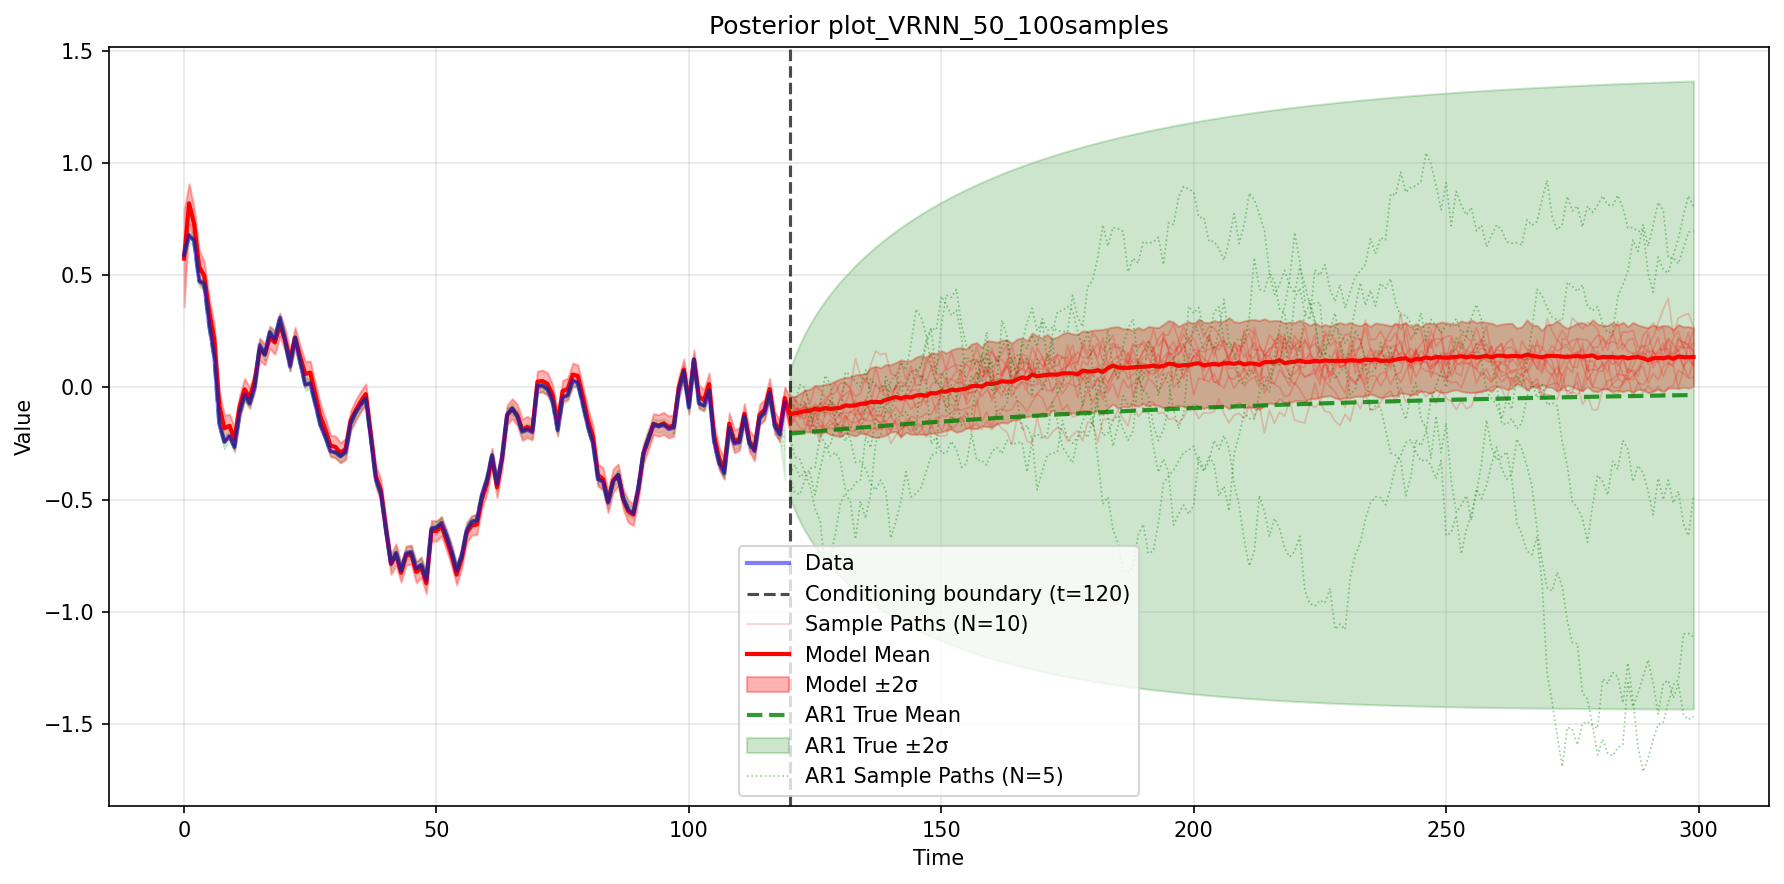 Posterior plot_VRNN_50_100samples
1.5
1.0
0.5
0.0
−0.5
−1.0
−1.5
Value
Data
Conditioning boundary (t=120)
Sample Paths (N=10)
Model Mean
Model ±2σ
AR1 True Mean
AR1 True ±2σ
AR1 Sample Paths (N=5)
0 50 100 150 200 250 300
Time